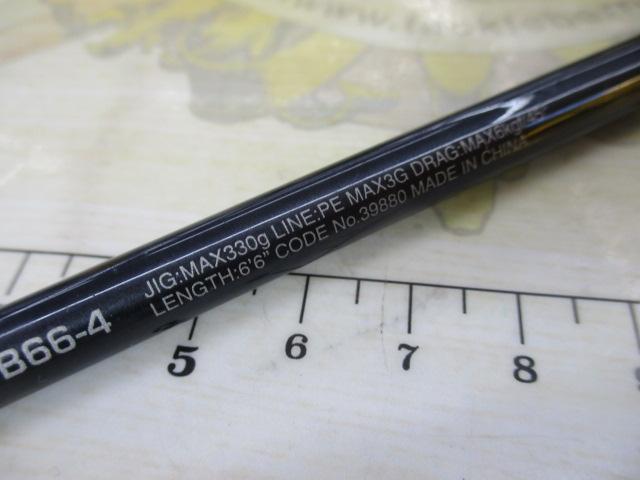 JIG:MAX330g LINE:PE MAX3G DRAG:MAX6kg/45°
LENGTH:6'6" CODE No.39880 MADE IN CHINA
B66-4
5 6 7 8